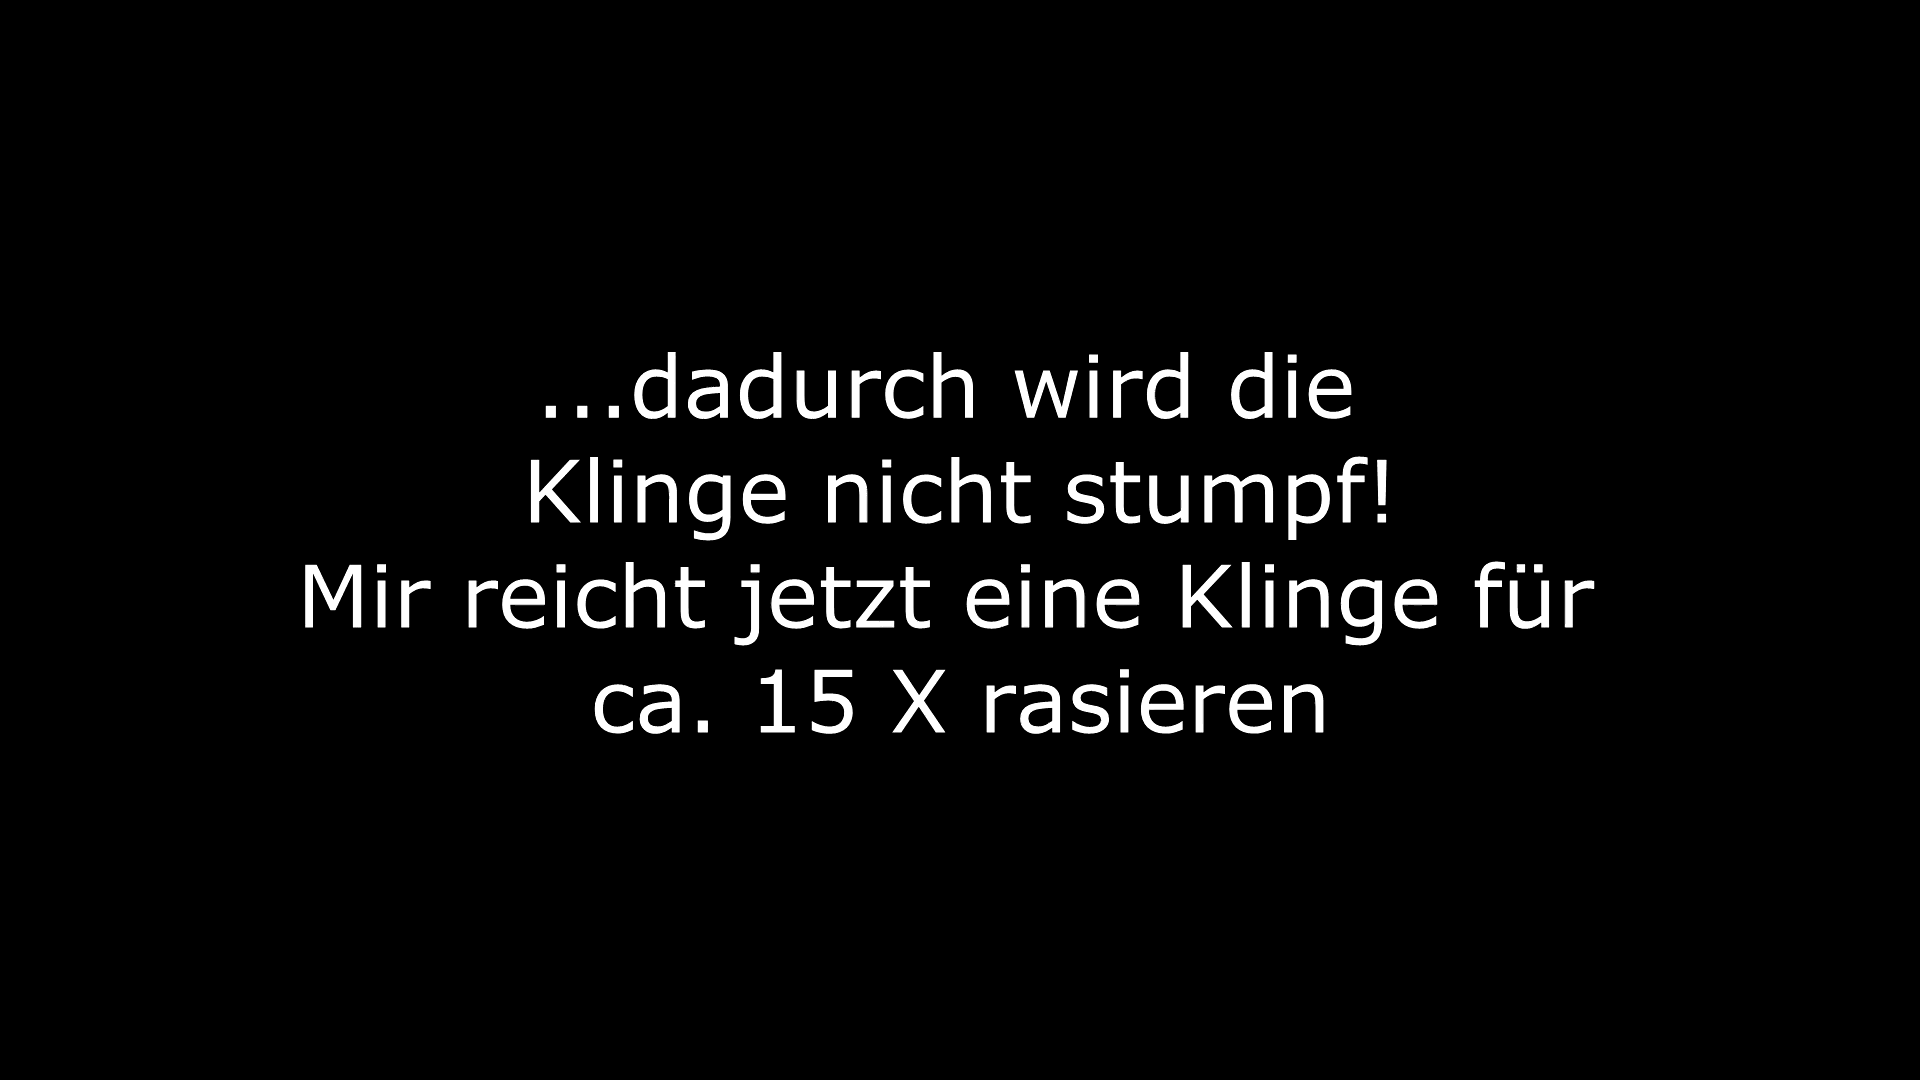 ...dadurch wird die
Klinge nicht stumpf!
Mir reicht jetzt eine Klinge für
ca. 15 X rasieren